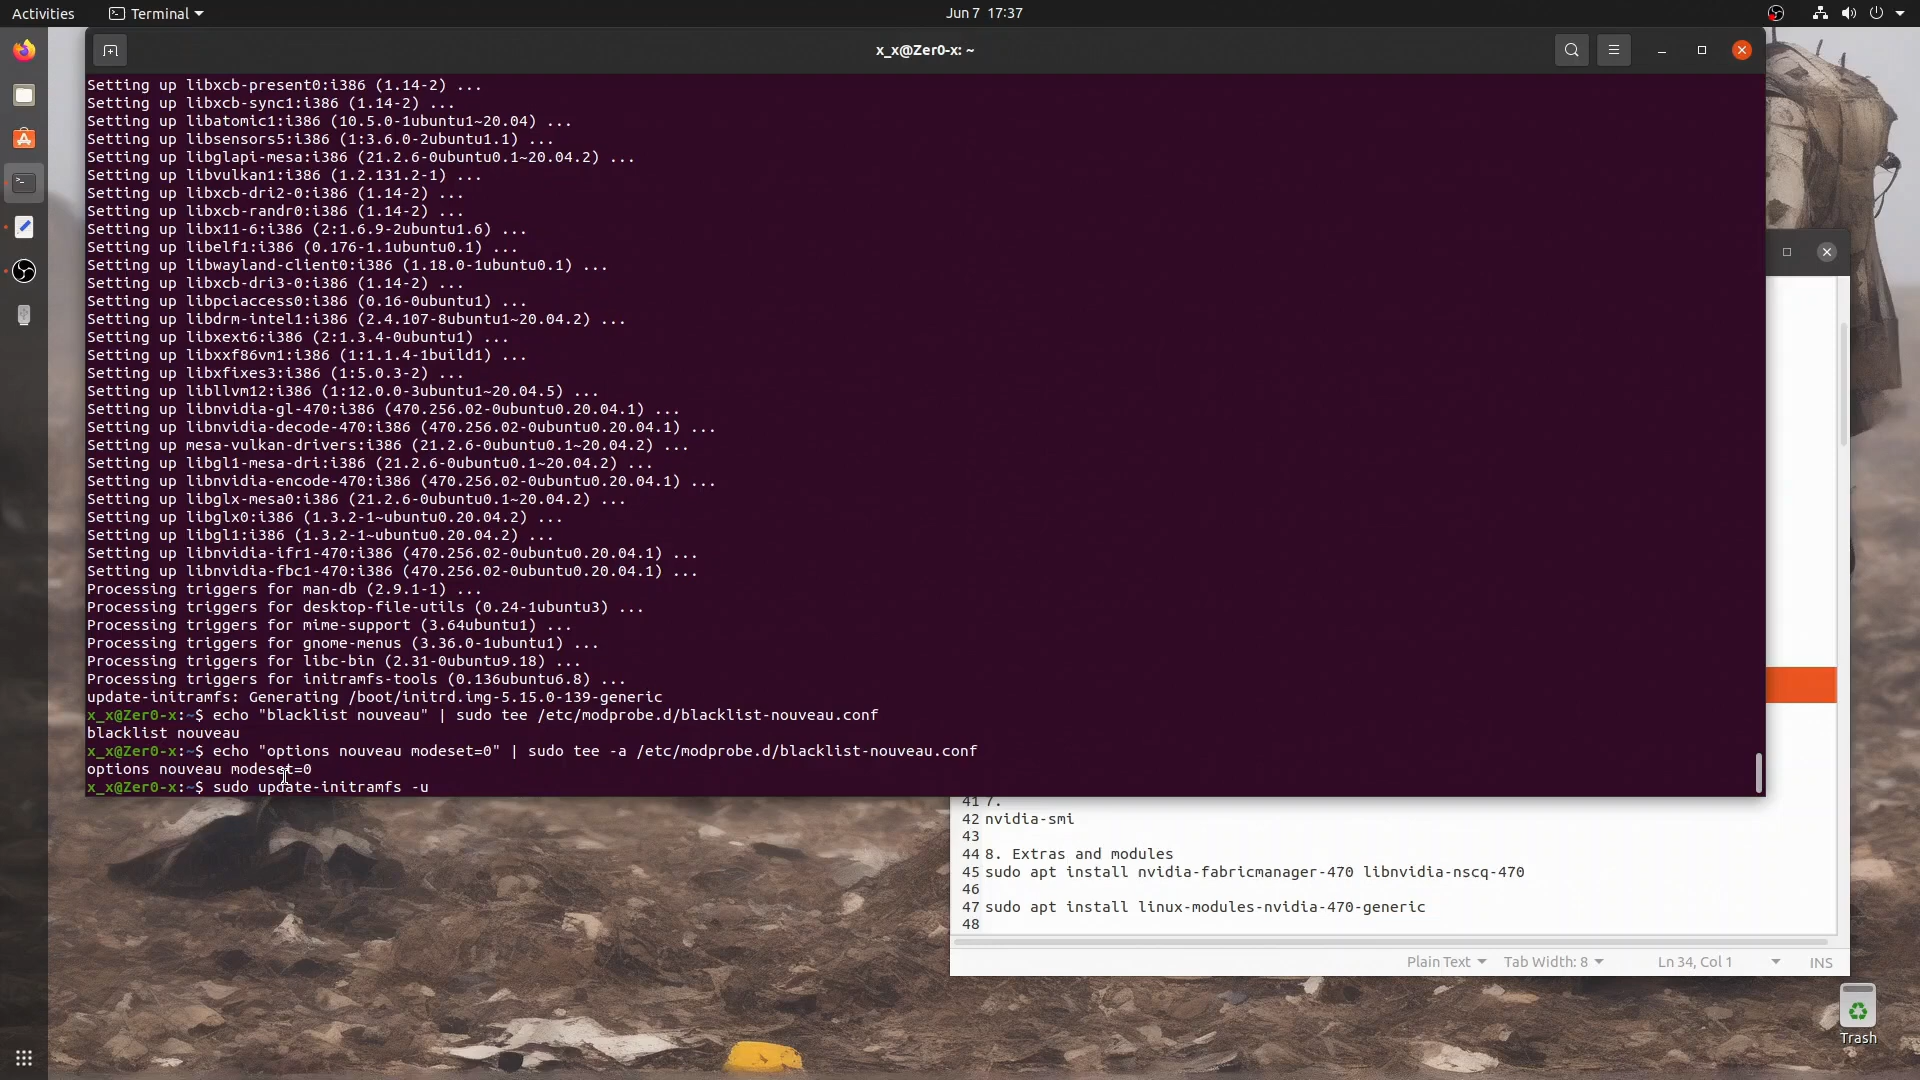 Activities
Terminal
Jun 7 17:37
x_x@Zer0-x: ~
Setting up libxcb-present0:i386 (1.14-2) ...
Setting up libxcb-sync1:i386 (1.14-2) ...
Setting up libatomic1:i386 (10.5.0-1ubuntu1~20.04) ...
Setting up libsensors5:i386 (1:3.6.0-2ubuntu1.1) ...
Setting up libglapi-mesa:i386 (21.2.6-0ubuntu0.1~20.04.2) ...
Setting up libvulkan1:i386 (1.2.131.2-1) ...
Setting up libxcb-dri2-0:i386 (1.14-2) ...
Setting up libxcb-randr0:i386 (1.14-2) ...
Setting up libx11-6:i386 (2:1.6.9-2ubuntu1.6) ...
Setting up libelf1:i386 (0.176-1.1ubuntu0.1) ...
Setting up libwayland-client0:i386 (1.18.0-1ubuntu0.1) ...
Setting up libxcb-dri3-0:i386 (1.14-2) ...
Setting up libpciaccess0:i386 (0.16-0ubuntu1) ...
Setting up libdrm-intel1:i386 (2.4.107-8ubuntu1~20.04.2) ...
Setting up libxext6:i386 (2:1.3.4-0ubuntu1) ...
Setting up libxxf86vm1:i386 (1:1.1.4-1build1) ...
Setting up libxfixes3:i386 (1:5.0.3-2) ...
Setting up libllvm12:i386 (1:12.0.0-3ubuntu1~20.04.5) ...
Setting up libnvidia-gl-470:i386 (470.256.02-0ubuntu0.20.04.1) ...
Setting up libnvidia-decode-470:i386 (470.256.02-0ubuntu0.20.04.1) ...
Setting up mesa-vulkan-drivers:i386 (21.2.6-0ubuntu0.1~20.04.2) ...
Setting up libgl1-mesa-dri:i386 (21.2.6-0ubuntu0.1~20.04.2) ...
Setting up libnvidia-encode-470:i386 (470.256.02-0ubuntu0.20.04.1) ...
Setting up libglx-mesa0:i386 (21.2.6-0ubuntu0.1~20.04.2) ...
Setting up libglx0:i386 (1.3.2-1~ubuntu0.20.04.2) ...
Setting up libgl1:i386 (1.3.2-1~ubuntu0.20.04.2) ...
Setting up libnvidia-ifr1-470:i386 (470.256.02-0ubuntu0.20.04.1) ...
Setting up libnvidia-fbc1-470:i386 (470.256.02-0ubuntu0.20.04.1) ...
Processing triggers for man-db (2.9.1-1) ...
Processing triggers for desktop-file-utils (0.24-1ubuntu3) ...
Processing triggers for mime-support (3.64ubuntu1) ...
Processing triggers for gnome-menus (3.36.0-1ubuntu1) ...
Processing triggers for libc-bin (2.31-0ubuntu9.18) ...
Processing triggers for initramfs-tools (0.136ubuntu6.8) ...
update-initramfs: Generating /boot/initrd.img-5.15.0-139-generic
x_x@Zer0-x:~$ echo "blacklist nouveau" | sudo tee /etc/modprobe.d/blacklist-nouveau.conf
blacklist nouveau
x_x@Zer0-x:~$ echo "options nouveau modeset=0" | sudo tee -a /etc/modprobe.d/blacklist-nouveau.conf
options nouveau modeset=0
x_x@Zer0-x:~$ sudo update-initramfs -u
41 7.
42 nvidia-smi
43
44 8. Extras and modules
45 sudo apt install nvidia-fabricmanager-470 libnvidia-nscq-470
46
47 sudo apt install linux-modules-nvidia-470-generic
48
Plain Text
Tab Width: 8
Ln 34, Col 1
INS
Trash